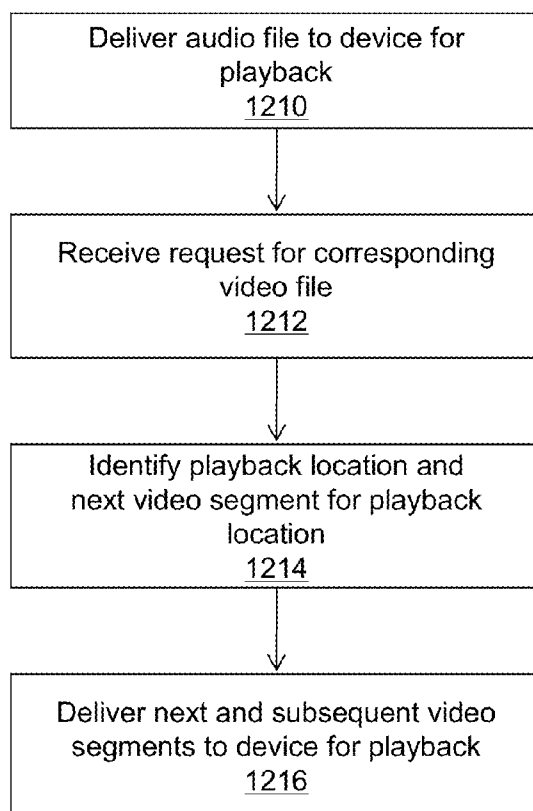 Deliver audio file to device for
playback
1210
Receive request for corresponding
video file
1212
Identify playback location and
next video segment for playback
location
1214
Deliver next and subsequent video
segments to device for playback
1216